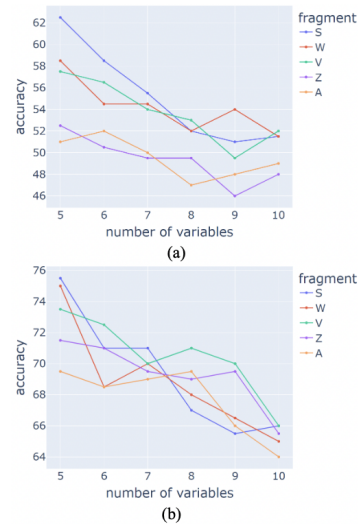 fragment
62
60
58
56
54
52
50
48
46
accuracy
S
W
V
Z
A
5 6 7 8 9 10
number of variables
(a)
fragment
76
74
72
70
68
66
64
accuracy
S
W
V
Z
A
5 6 7 8 9 10
number of variables
(b)